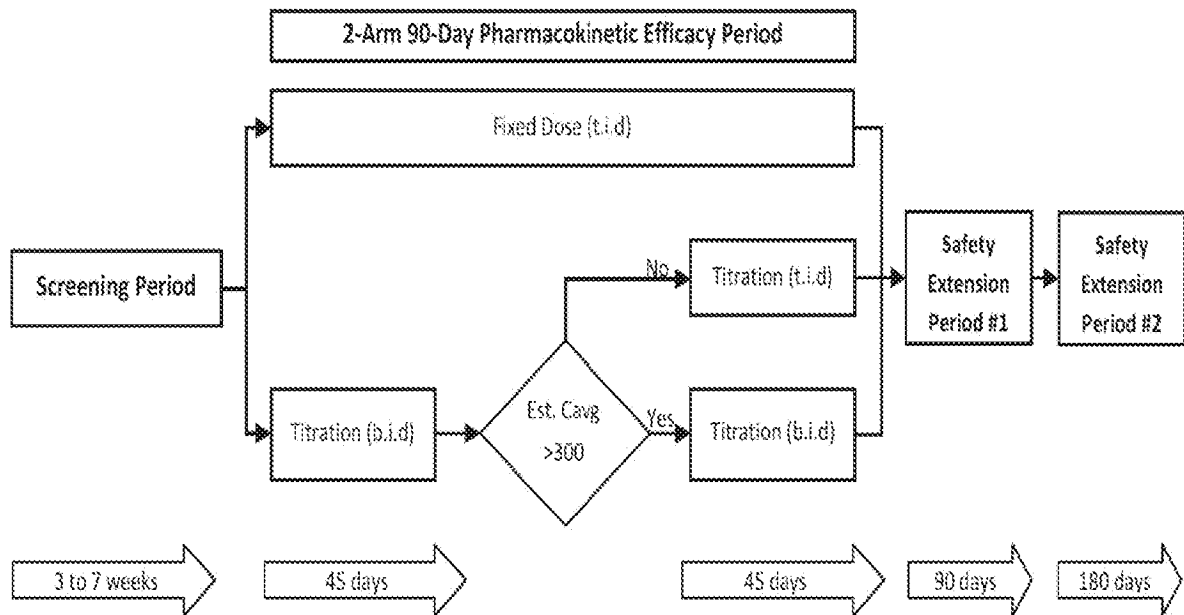 2-Arm 90-Day Pharmacokinetic Efficacy Period
Fixed Dose (t.i.d)
Screening Period
No
Titration (t.i.d)
Safety
Extension
Period #1
Safety
Extension
Period #2
Titration (b.i.d)
Est. Cavg
>300
Yes
Titration (b.i.d)
3 to 7 weeks
45 days
45 days
90 days
180 days